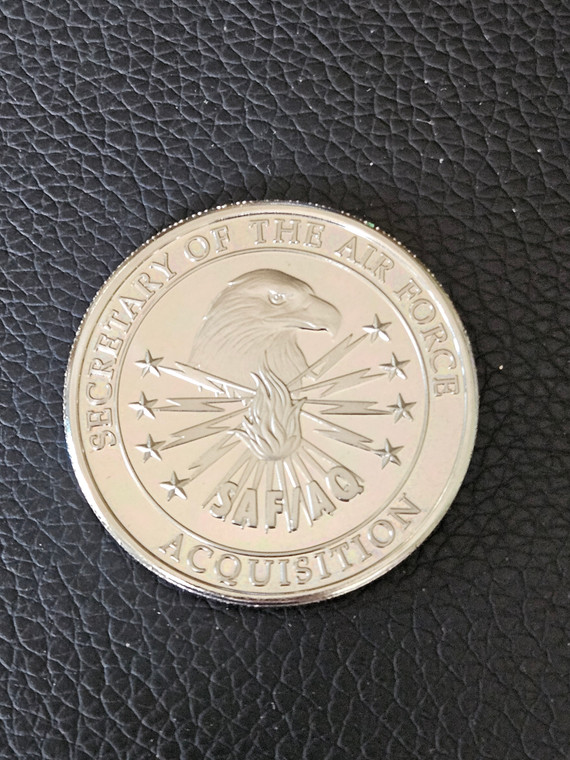 SECRETARY OF THE AIR FORCE
SAF/AQ
ACQUISITION